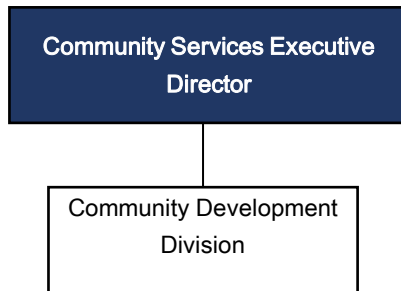 Community Services Executive
Director
Community Development
Division